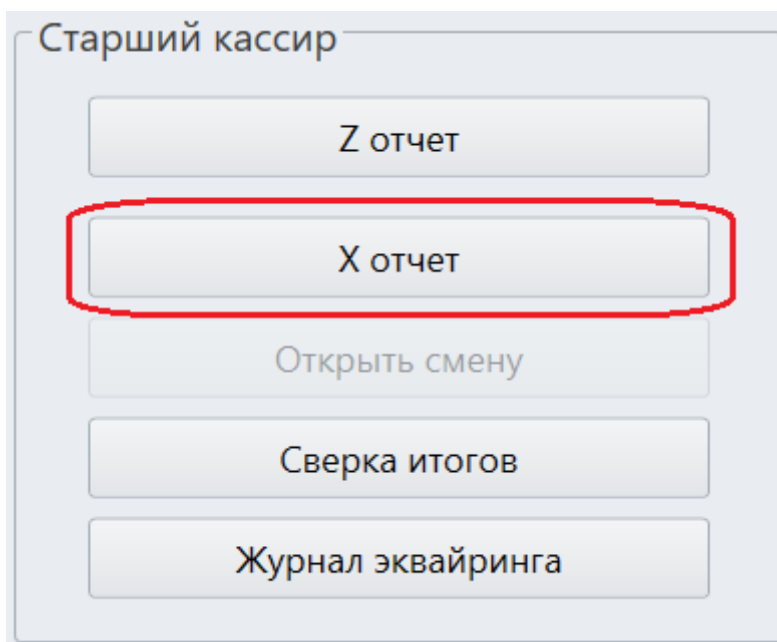 Старший кассир
Z отчет
X отчет
Открыть смену
Сверка итогов
Журнал эквайринга